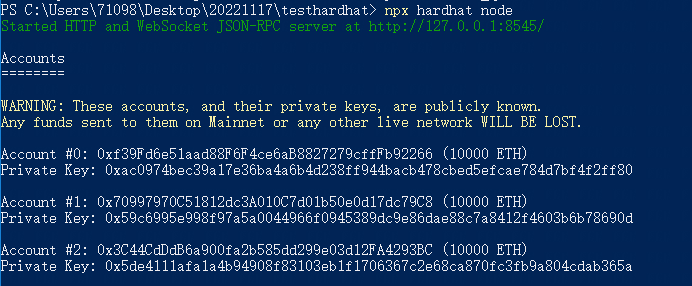 PS C:\Users\71098\Desktop\20221117\testhardhat> npx hardhat node
Started HTTP and WebSocket JSON-RPC server at http://127.0.0.1:8545/
Accounts
========
WARNING: These accounts, and their private keys, are publicly known.
Any funds sent to them on Mainnet or any other live network WILL BE LOST.
Account #0: 0xf39Fd6e51aad88F6F4ce6aB8827279cffFb92266 (10000 ETH)
Private Key: 0xac0974bec39a17e36ba4a6b4d238ff944bacb478cbed5efcae784d7bf4f2ff80
Account #1: 0x70997970C51812dc3A010C7d01b50e0d17dc79C8 (10000 ETH)
Private Key: 0x59c6995e998f97a5a0044966f0945389dc9e86dae88c7a8412f4603b6b78690d
Account #2: 0x3C44CdDdB6a900fa2b585dd299e03d12FA4293BC (10000 ETH)
Private Key: 0x5de4111afa1a4b94908f83103eb1f1706367c2e68ca870fc3fb9a804cdab365a